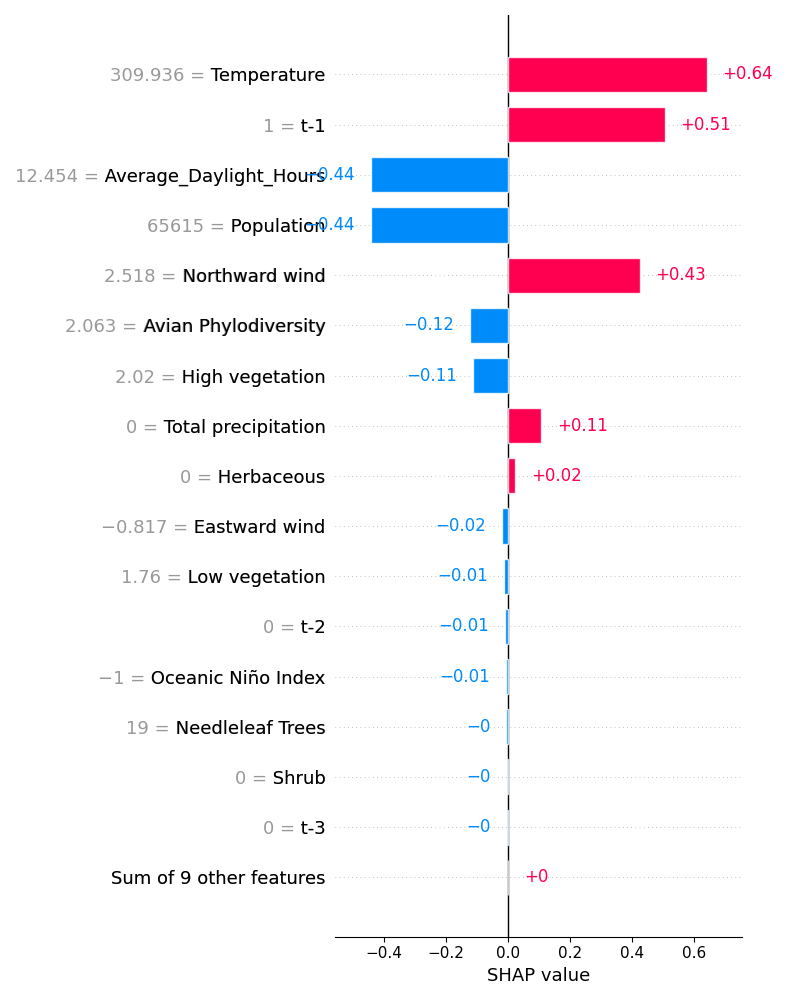 309.936 = Temperature +0.64
1 = t-1 +0.51
12.454 = Average_Daylight_Hours −0.44
65615 = Population −0.44
2.518 = Northward wind +0.43
2.063 = Avian Phylodiversity −0.12
2.02 = High vegetation −0.11
0 = Total precipitation +0.11
0 = Herbaceous +0.02
−0.817 = Eastward wind −0.02
1.76 = Low vegetation −0.01
0 = t-2 −0.01
−1 = Oceanic Niño Index −0.01
19 = Needleleaf Trees −0
0 = Shrub −0
0 = t-3 −0
Sum of 9 other features +0
−0.4 −0.2 0.0 0.2 0.4 0.6
SHAP value